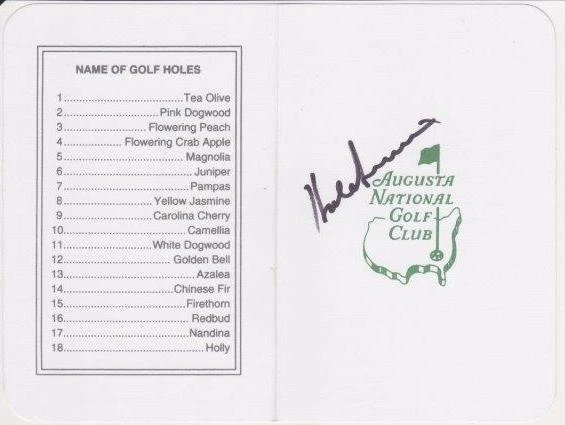 NAME OF GOLF HOLES
1..............................Tea Olive
2........................Pink Dogwood
3.....................Flowering Peach
4..............Flowering Crab Apple
5..............................Magnolia
6................................Juniper
7................................Pampas
8......................Yellow Jasmine
9......................Carolina Cherry
10..............................Camellia
11.....................White Dogwood
12..........................Golden Bell
13................................Azalea
14..........................Chinese Fir
15..............................Firethorn
16...............................Redbud
17...............................Nandina
18...................................Holly
AUGUSTA
NATIONAL
GOLF
CLUB